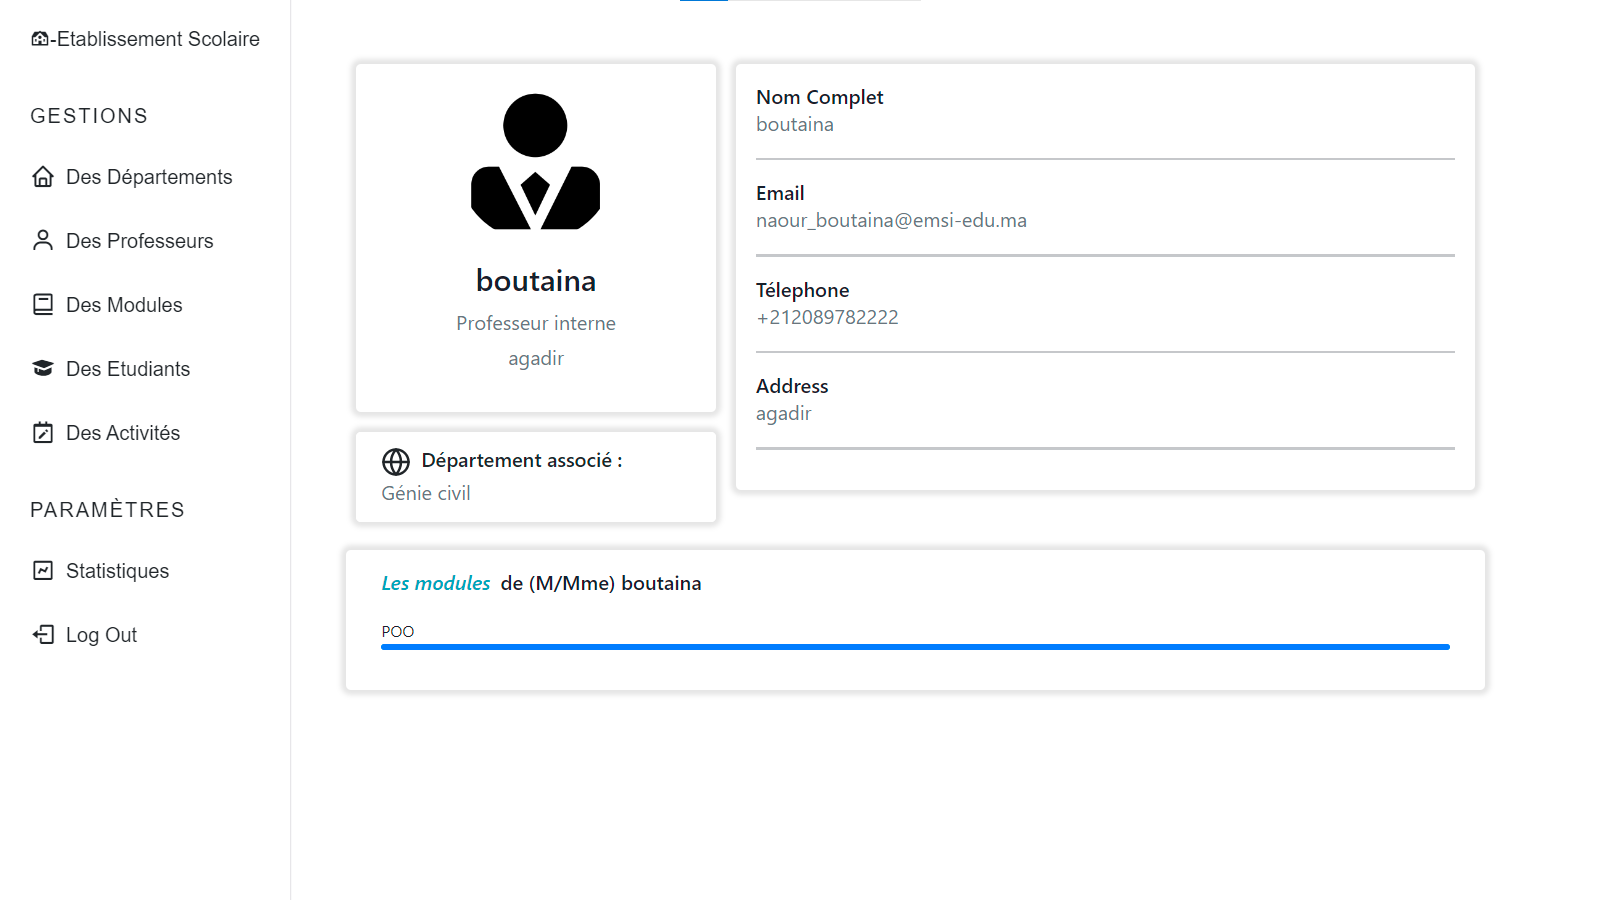 -Etablissement Scolaire
GESTIONS
Des Départements
Des Professeurs
Des Modules
Des Etudiants
Des Activités
PARAMÈTRES
Statistiques
Log Out
boutaina
Professeur interne
agadir
Département associé :
Génie civil
Nom Complet
boutaina
Email
naour_boutaina@emsi-edu.ma
Télephone
+212089782222
Address
agadir
Les modules de (M/Mme) boutaina
POO